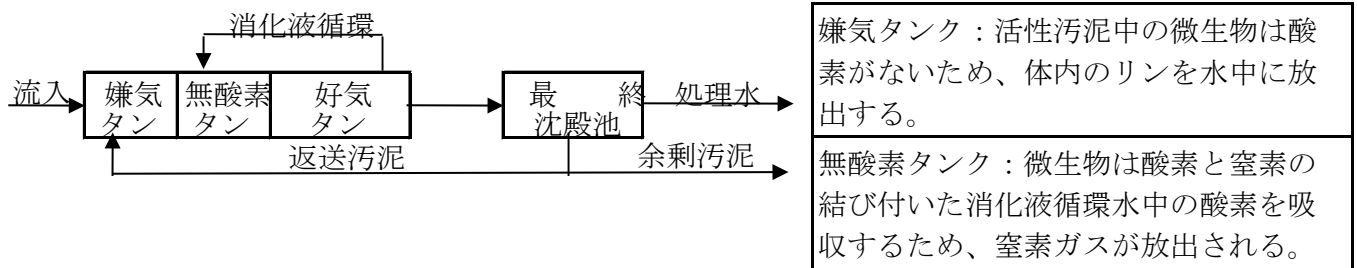 消化液循環
流入
嫌気
タン
無酸素
タン
好気
タン
最 終
沈殿池
処理水
返送汚泥
余剰汚泥
嫌気タンク：活性汚泥中の微生物は酸
素がないため、体内のリンを水中に放
出する。
無酸素タンク：微生物は酸素と窒素の
結び付いた消化液循環水中の酸素を吸
収するため、窒素ガスが放出される。